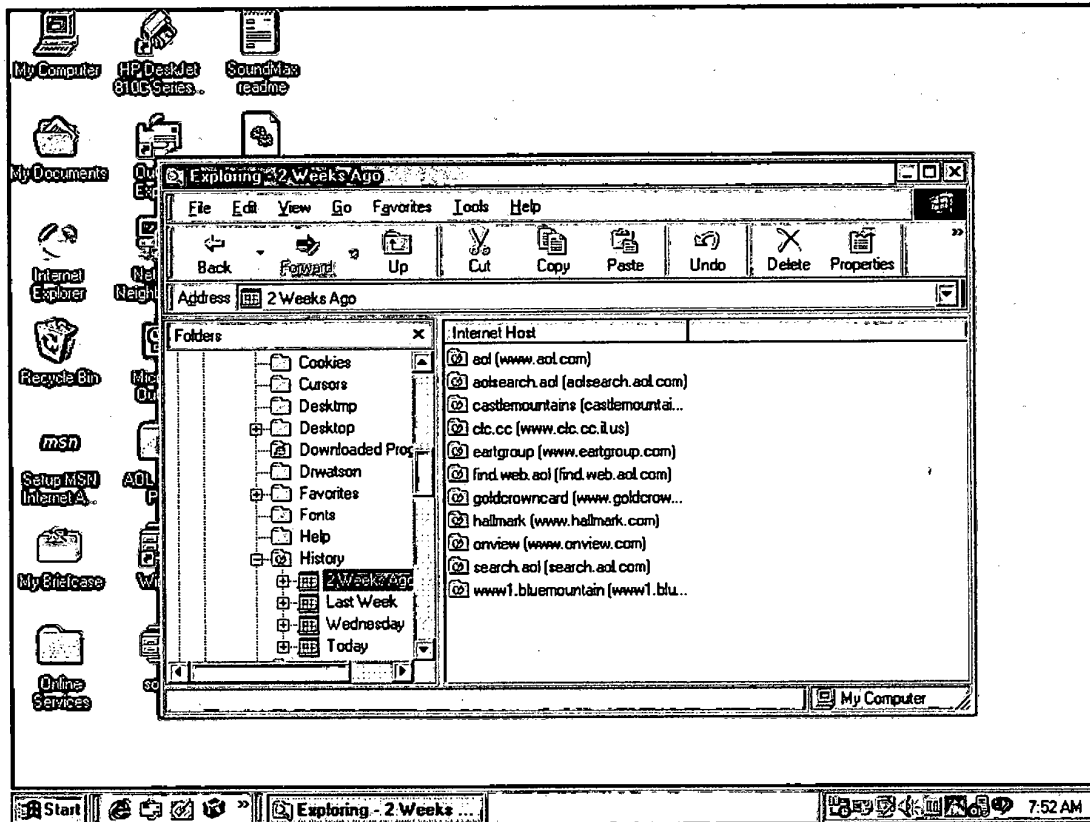 My Computer
HP DeskJet
810C Series...
SoundMax
readme
My Documents
Internet
Explorer
Recycle Bin
msn
Setup MSN
Internet A...
AOL
My Briefcase
Online
Services
Exploring - 2 Weeks Ago
File Edit View Go Favorites Tools Help
Back Forward Up Cut Copy Paste Undo Delete Properties »
Address 2 Weeks Ago
Folders x
Cookies
Cursors
Desktmp
Desktop
Downloaded Prog
Drwatson
Favorites
Fonts
Help
History
2 Weeks Ago
Last Week
Wednesday
Today
Internet Host
aol (www.aol.com)
aolsearch.aol (aolsearch.aol.com)
castlemountains (castlemountai...
clc.cc (www.clc.cc.il.us)
eartgroup (www.eartgroup.com)
find.web.aol (find.web.aol.com)
goldcrowncard (www.goldcrow...
hallmark (www.hallmark.com)
onview (www.onview.com)
search.aol (search.aol.com)
www1.bluemountain (www1.blu...
My Computer
Start » Exploring - 2 Weeks ... 7:52 AM